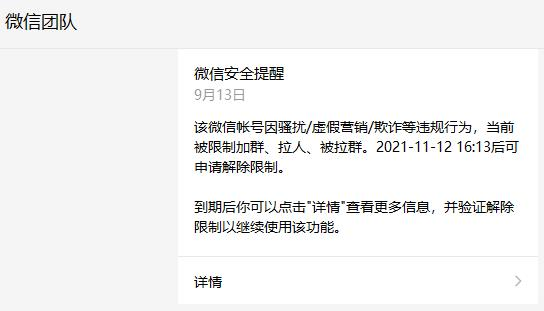 微信团队
微信安全提醒
9月13日
该微信帐号因骚扰/虚假营销/欺诈等违规行为，当前
被限制加群、拉人、被拉群。2021-11-12 16:13后可
申请解除限制。
到期后你可以点击"详情"查看更多信息，并验证解除
限制以继续使用该功能。
详情